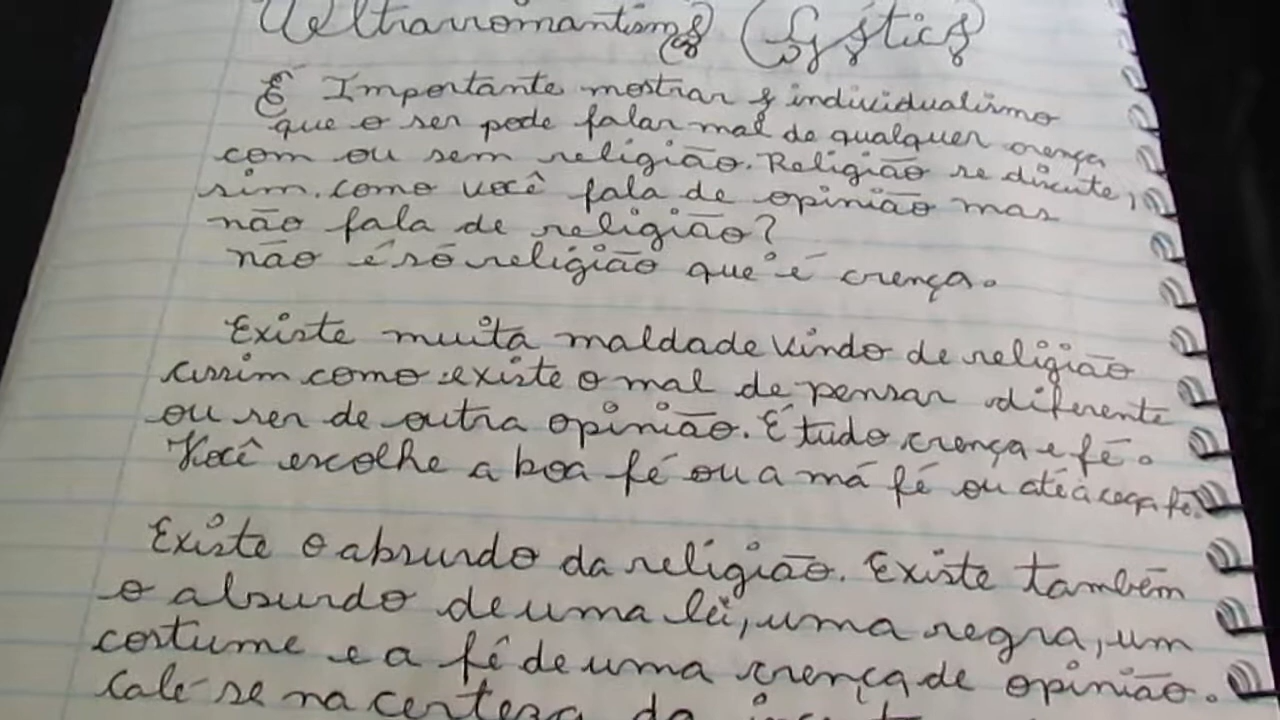 Ultrarromantismo (Gótico)
É Importante mostrar o individualismo
que o ser pode falar mal de qualquer crença
com ou sem religião. Religião se discute,
sim. como você fala de opinião mas
não fala de religião?
não é só religião que é crença.
Existe muita maldade vindo de religião
assim como existe o mal de pensar diferente
ou ser de outra opinião. É tudo crença e fé.
Você escolhe a boa fé ou a má fé ou até a cega fé.
Existe o absurdo da religião. Existe também
o absurdo de uma lei, uma regra, um
costume e a fé de uma crença de opinião.
Cale-se na certeza da